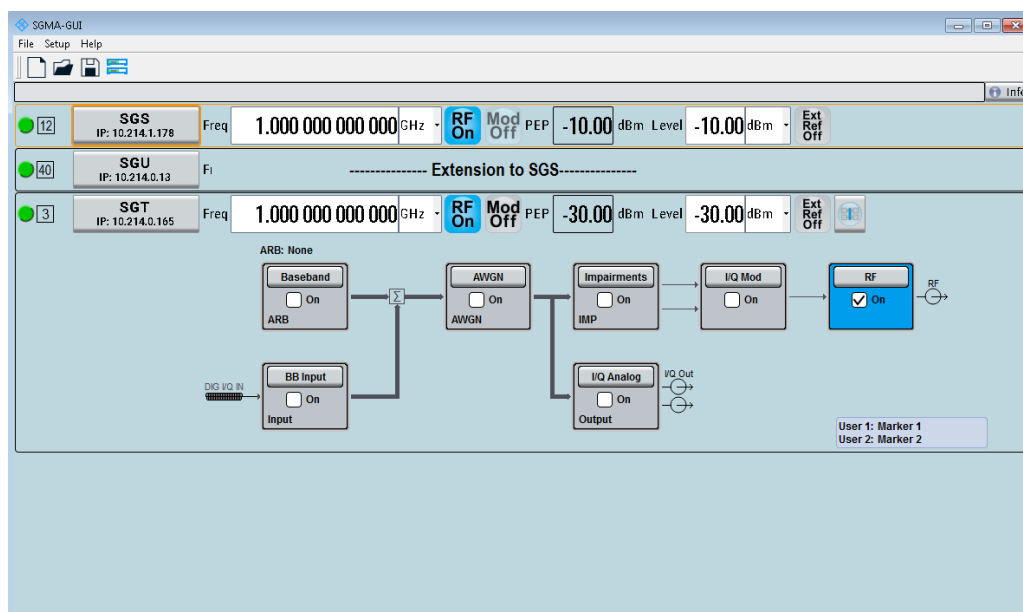 SGMA-GUI
File Setup Help
Info
12 SGS IP: 10.214.1.178 Freq 1.000 000 000 000 GHz RF On Mod Off PEP -10.00 dBm Level -10.00 dBm Ext Ref Off
40 SGU IP: 10.214.0.13 --------------- Extension to SGS---------------
3 SGT IP: 10.214.0.165 Freq 1.000 000 000 000 GHz RF On Mod Off PEP -30.00 dBm Level -30.00 dBm Ext Ref Off
ARB: None
Baseband AWGN Impairments I/Q Mod RF RF
On Σ On On On On
ARB AWGN IMP
DIG I/Q IN BB Input I/Q Analog I/Q Out
On On
Input Output
User 1: Marker 1
User 2: Marker 2